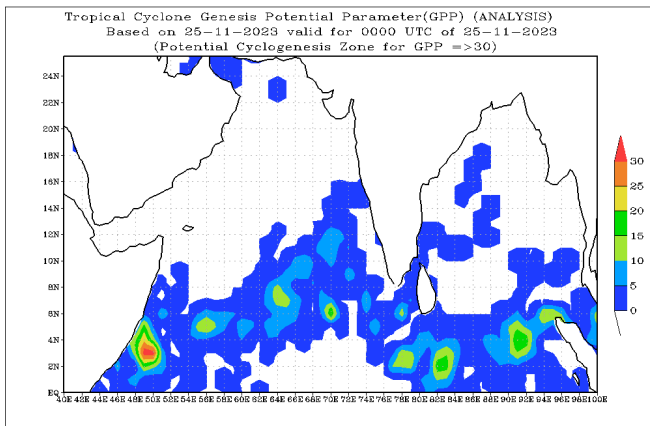 Tropical Cyclone Genesis Potential Parameter(GPP) (ANALYSIS)
Based on 25-11-2023 valid for 0000 UTC of 25-11-2023
(Potential Cyclogenesis Zone for GPP =>30)
24N
22N
20N
18N
16N
14N
12N
10N
8N
6N
4N
2N
EQ
40E 42E 44E 46E 48E 50E 52E 54E 56E 58E 60E 62E 64E 66E 68E 70E 72E 74E 76E 78E 80E 82E 84E 86E 88E 90E 92E 94E 96E 98E 100E
30
25
20
15
10
5
0